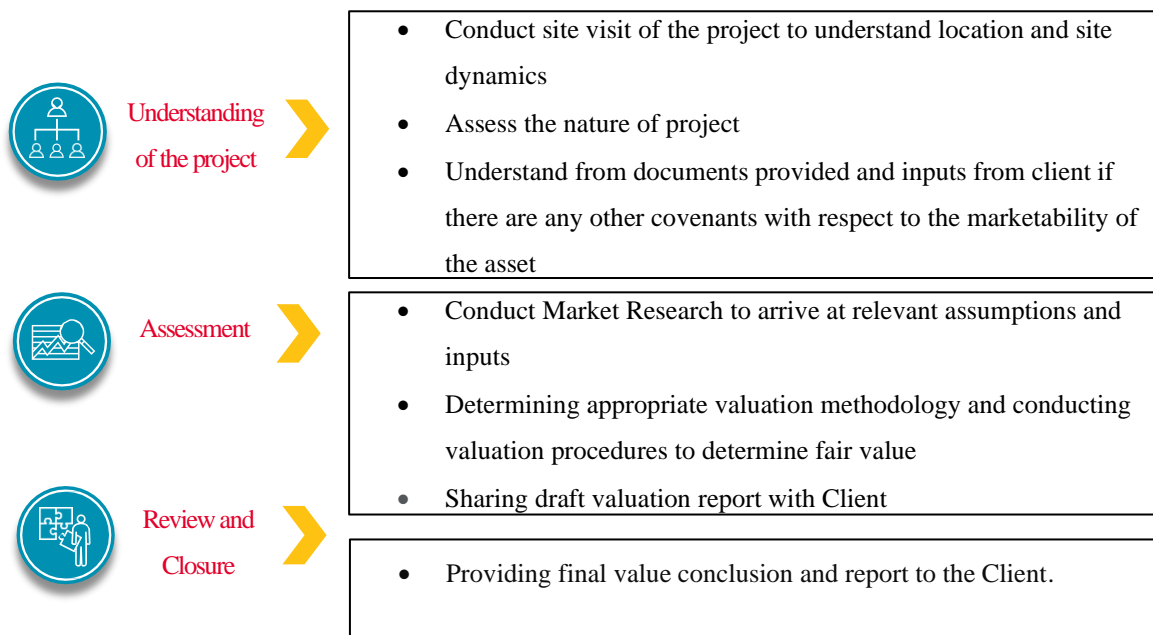 Understanding
of the project
• Conduct site visit of the project to understand location and site
dynamics
• Assess the nature of project
• Understand from documents provided and inputs from client if
there are any other covenants with respect to the marketability of
the asset
Assessment
• Conduct Market Research to arrive at relevant assumptions and
inputs
• Determining appropriate valuation methodology and conducting
valuation procedures to determine fair value
• Sharing draft valuation report with Client
Review and
Closure
• Providing final value conclusion and report to the Client.